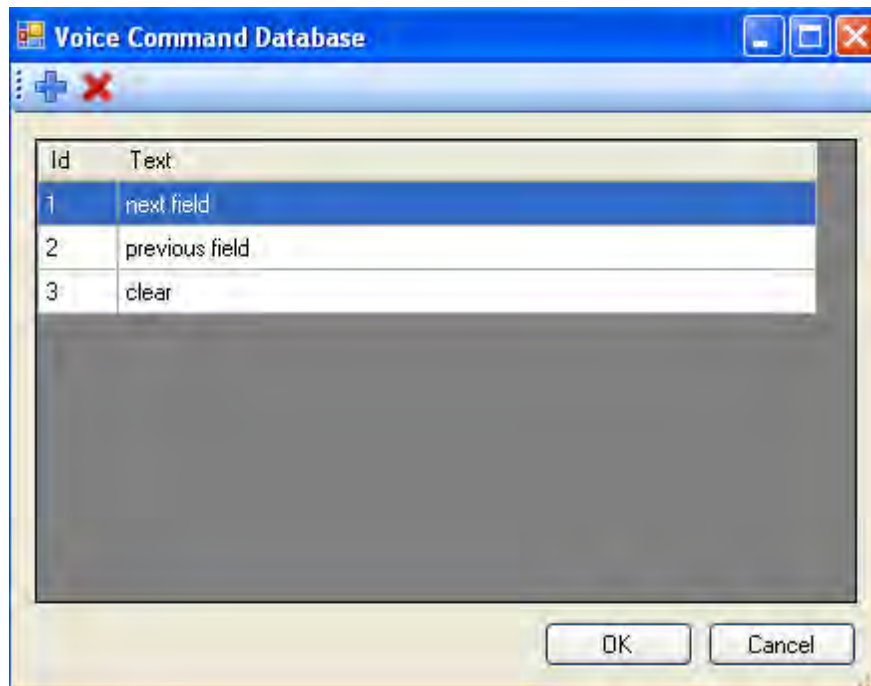 Voice Command Database
Id Text
1 next field
2 previous field
3 clear
OK Cancel